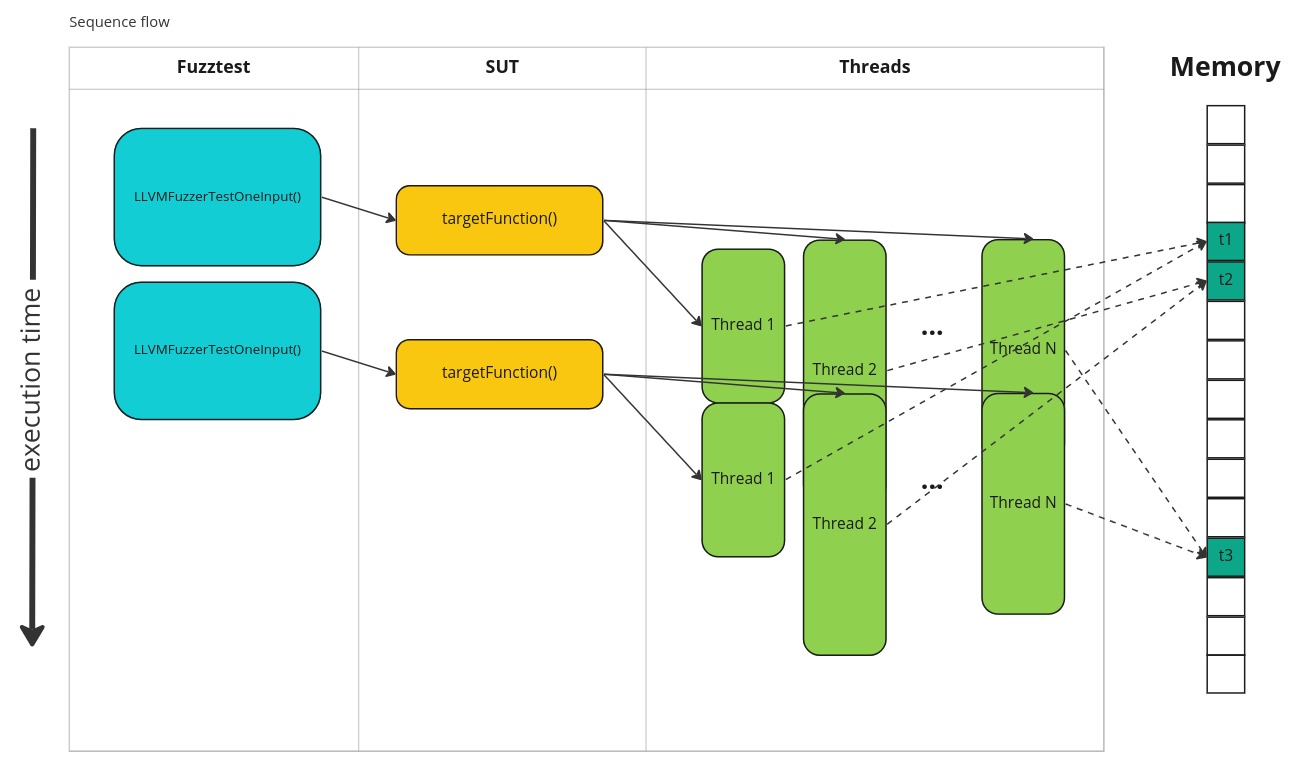 Sequence flow
Fuzztest
SUT
Threads
Memory
LLVMFuzzerTestOneInput()
targetFunction()
t1
t2
Thread 1
...
Thread N
LLVMFuzzerTestOneInput()
targetFunction()
Thread 2
execution time
Thread 1
...
Thread N
Thread 2
t3